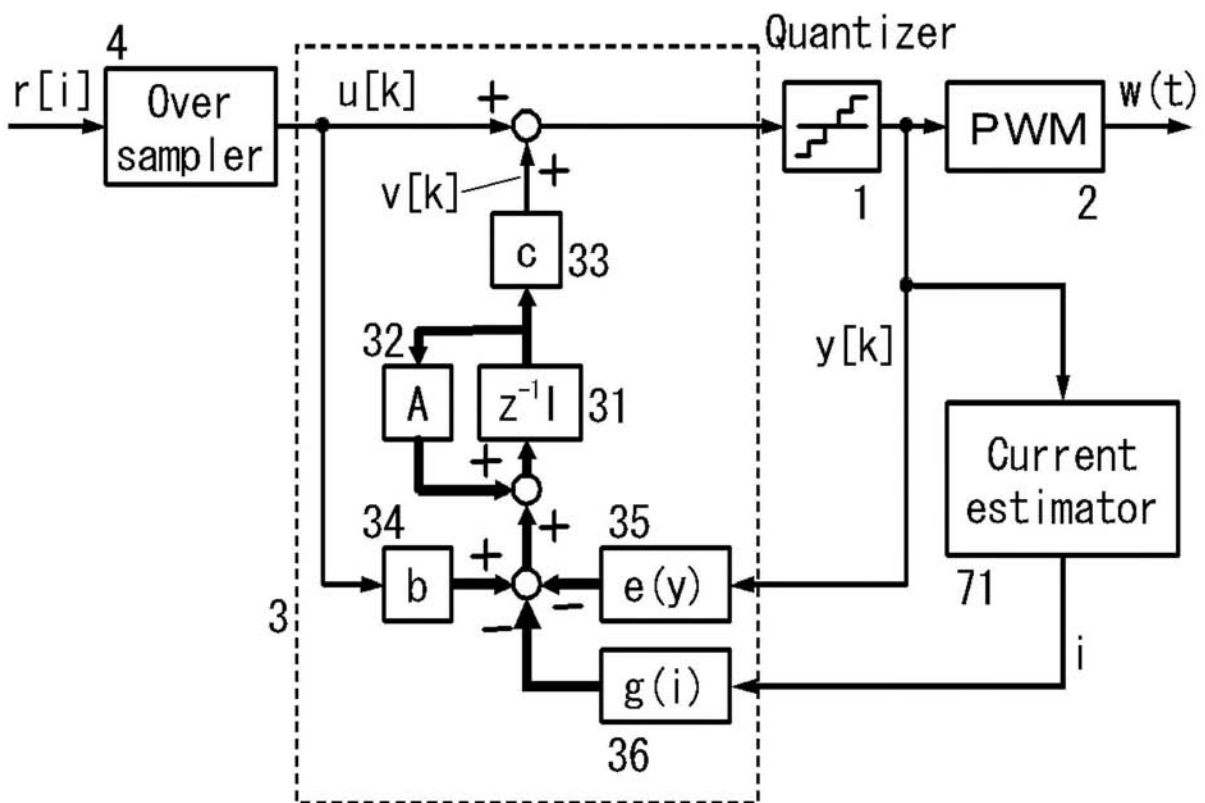 Quantizer
4
r[i]
Over
sampler
u[k]
+
PWM
w(t)
v[k]
+
1
2
c
33
32
y[k]
A
z⁻¹I
31
Current
estimator
+
34
+
35
+
b
e(y)
71
3
−
−
i
g(i)
36